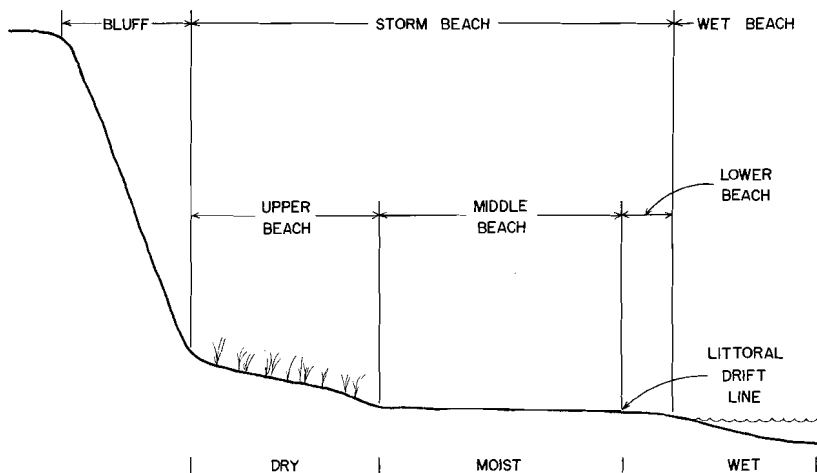 BLUFF
STORM BEACH
WET BEACH
LOWER
BEACH
UPPER
BEACH
MIDDLE
BEACH
LITTORAL
DRIFT
LINE
DRY
MOIST
WET